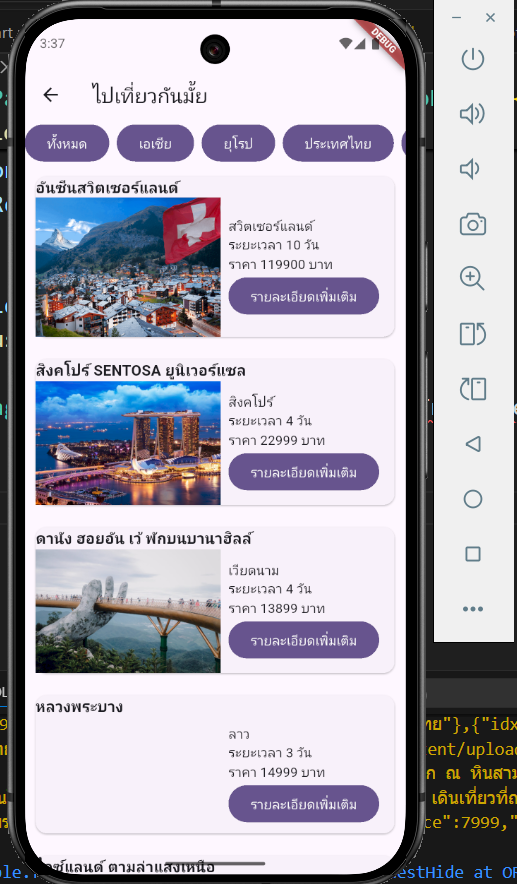 3:37
DEBUG
ไปเที่ยวกันมั้ย
ทั้งหมด
เอเชีย
ยุโรป
ประเทศไทย
อันซีนสวิตเซอร์แลนด์
สวิตเซอร์แลนด์
ระยะเวลา 10 วัน
ราคา 119900 บาท
รายละเอียดเพิ่มเติม
สิงคโปร์ SENTOSA ยูนิเวอร์แซล
สิงคโปร์
ระยะเวลา 4 วัน
ราคา 22999 บาท
รายละเอียดเพิ่มเติม
ดานัง ฮอยอัน เว้ พักบนบานาฮิลล์
เวียดนาม
ระยะเวลา 4 วัน
ราคา 13899 บาท
รายละเอียดเพิ่มเติม
หลวงพระบาง
ลาว
ระยะเวลา 3 วัน
ราคา 14999 บาท
รายละเอียดเพิ่มเติม
ไอซ์แลนด์ ตามล่าแสงเหนือ
"},{"idx
ent/upload
ก ณ หินสาม
เดินเที่ยวที่ถ
ce":7999,"
estHide at